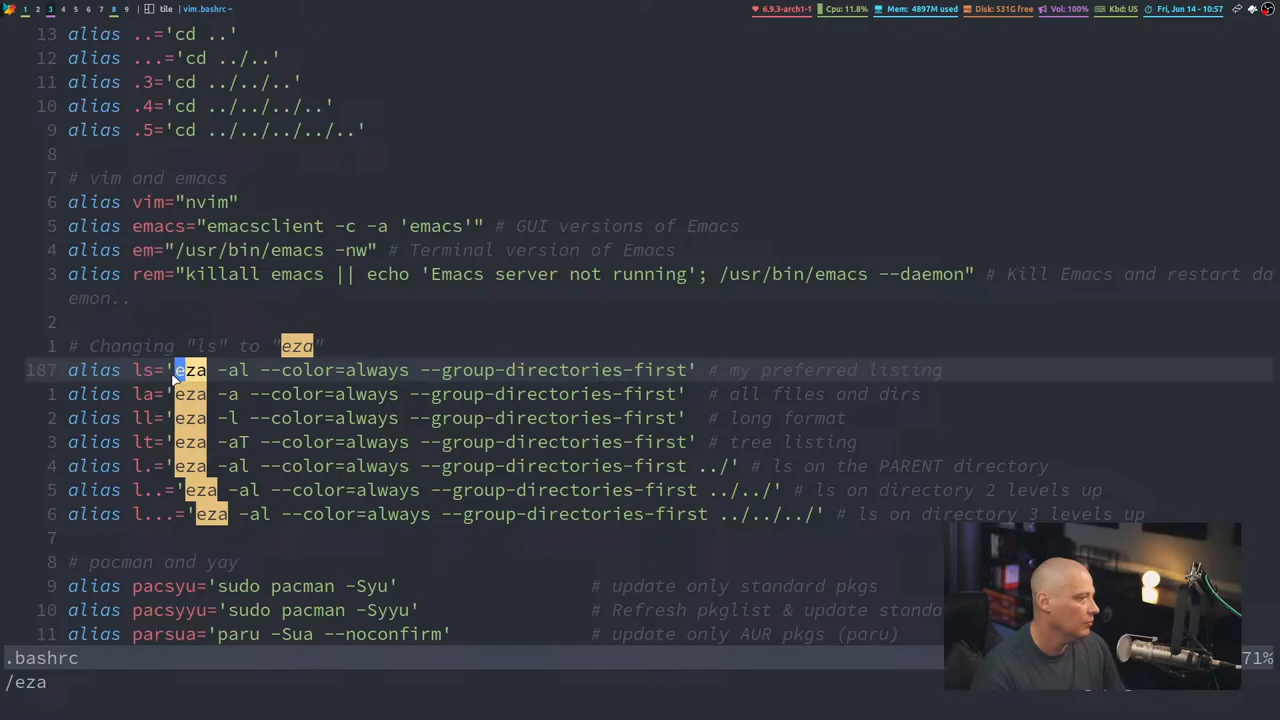 1 2 3 4 5 6 7 8 9 tile vim.bashrc ~ 6.9.3-arch1-1 Cpu: 11.8% Mem: 4897M used Disk: 531G free Vol: 100% Kbd: US Fri, Jun 14 - 10:57
13 alias ..='cd ..'
12 alias ...='cd ../..'
11 alias .3='cd ../../..'
10 alias .4='cd ../../../..'
9 alias .5='cd ../../../../..'
8
7 # vim and emacs
6 alias vim="nvim"
5 alias emacs="emacsclient -c -a 'emacs'" # GUI versions of Emacs
4 alias em="/usr/bin/emacs -nw" # Terminal version of Emacs
3 alias rem="killall emacs || echo 'Emacs server not running'; /usr/bin/emacs --daemon" # Kill Emacs and restart da
emon..
2
1 # Changing "ls" to "eza"
187 alias ls='eza -al --color=always --group-directories-first' # my preferred listing
1 alias la='eza -a --color=always --group-directories-first' # all files and dirs
2 alias ll='eza -l --color=always --group-directories-first' # long format
3 alias lt='eza -aT --color=always --group-directories-first' # tree listing
4 alias l.='eza -al --color=always --group-directories-first ../' # ls on the PARENT directory
5 alias l..='eza -al --color=always --group-directories-first ../../' # ls on directory 2 levels up
6 alias l...='eza -al --color=always --group-directories-first ../../../' # ls on directory 3 levels up
7
8 # pacman and yay
9 alias pacsyu='sudo pacman -Syu' # update only standard pkgs
10 alias pacsyyu='sudo pacman -Syyu' # Refresh pkglist & update standa
11 alias parsua='paru -Sua --noconfirm' # update only AUR pkgs (paru)
.bashrc 71%
/eza